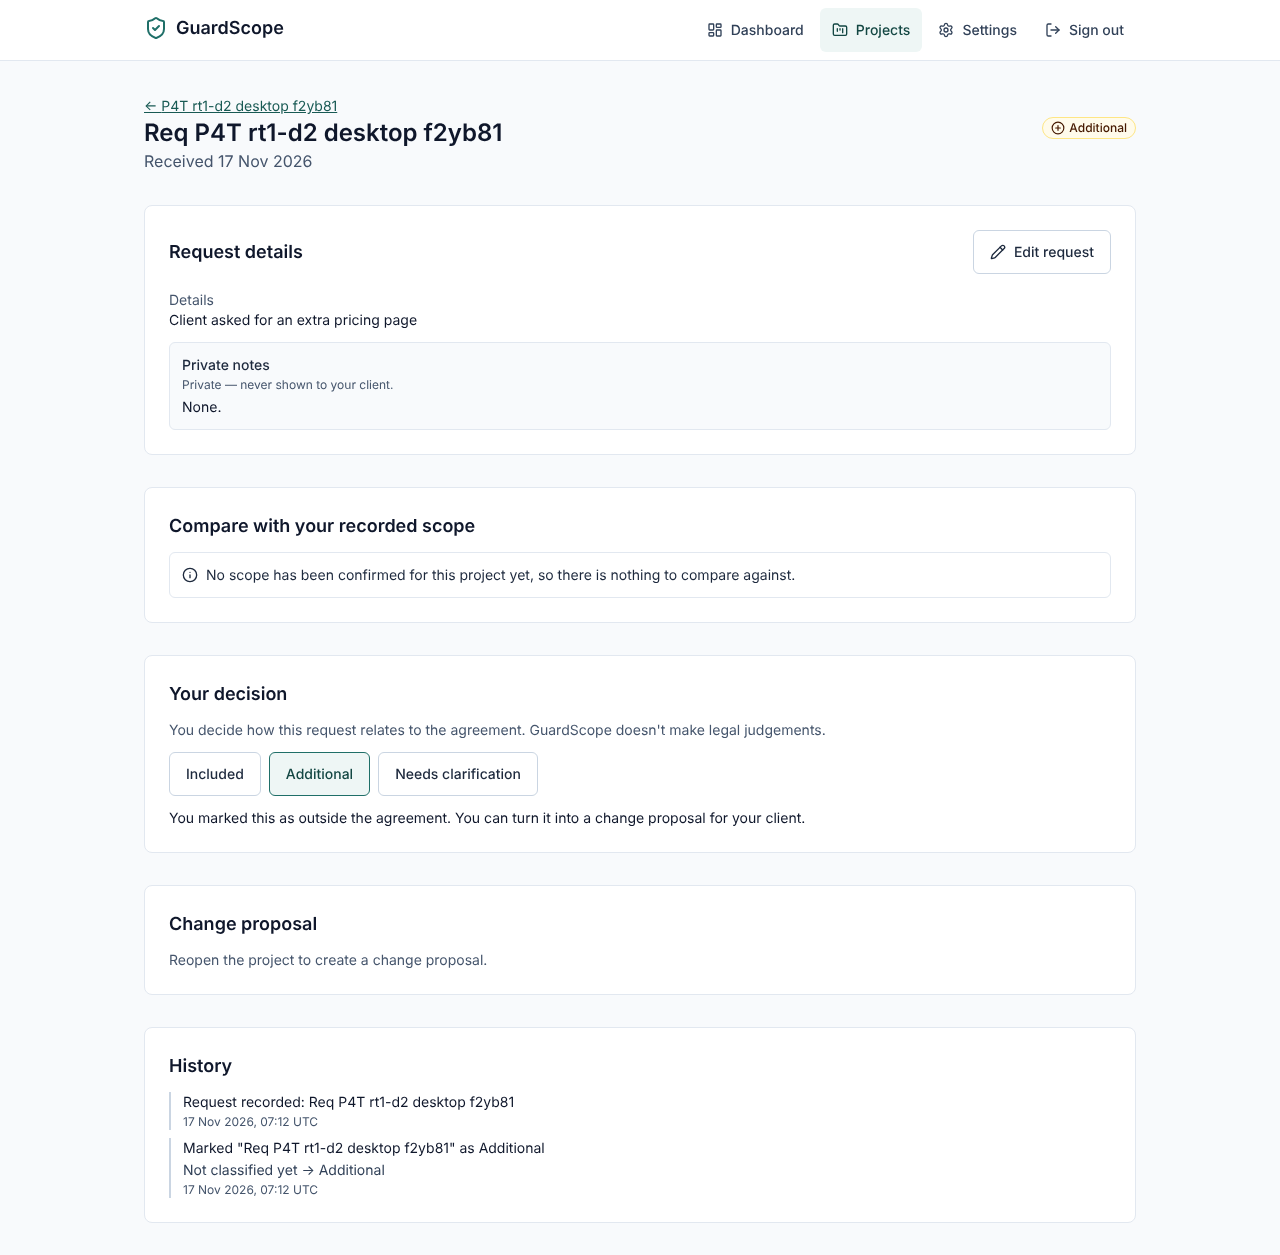 GuardScope
Dashboard
Projects
Settings
Sign out
← P4T rt1-d2 desktop f2yb81
Req P4T rt1-d2 desktop f2yb81
Additional
Received 17 Nov 2026
Request details
Edit request
Details
Client asked for an extra pricing page
Private notes
Private — never shown to your client.
None.
Compare with your recorded scope
No scope has been confirmed for this project yet, so there is nothing to compare against.
Your decision
You decide how this request relates to the agreement. GuardScope doesn't make legal judgements.
Included
Additional
Needs clarification
You marked this as outside the agreement. You can turn it into a change proposal for your client.
Change proposal
Reopen the project to create a change proposal.
History
Request recorded: Req P4T rt1-d2 desktop f2yb81
17 Nov 2026, 07:12 UTC
Marked "Req P4T rt1-d2 desktop f2yb81" as Additional
Not classified yet → Additional
17 Nov 2026, 07:12 UTC